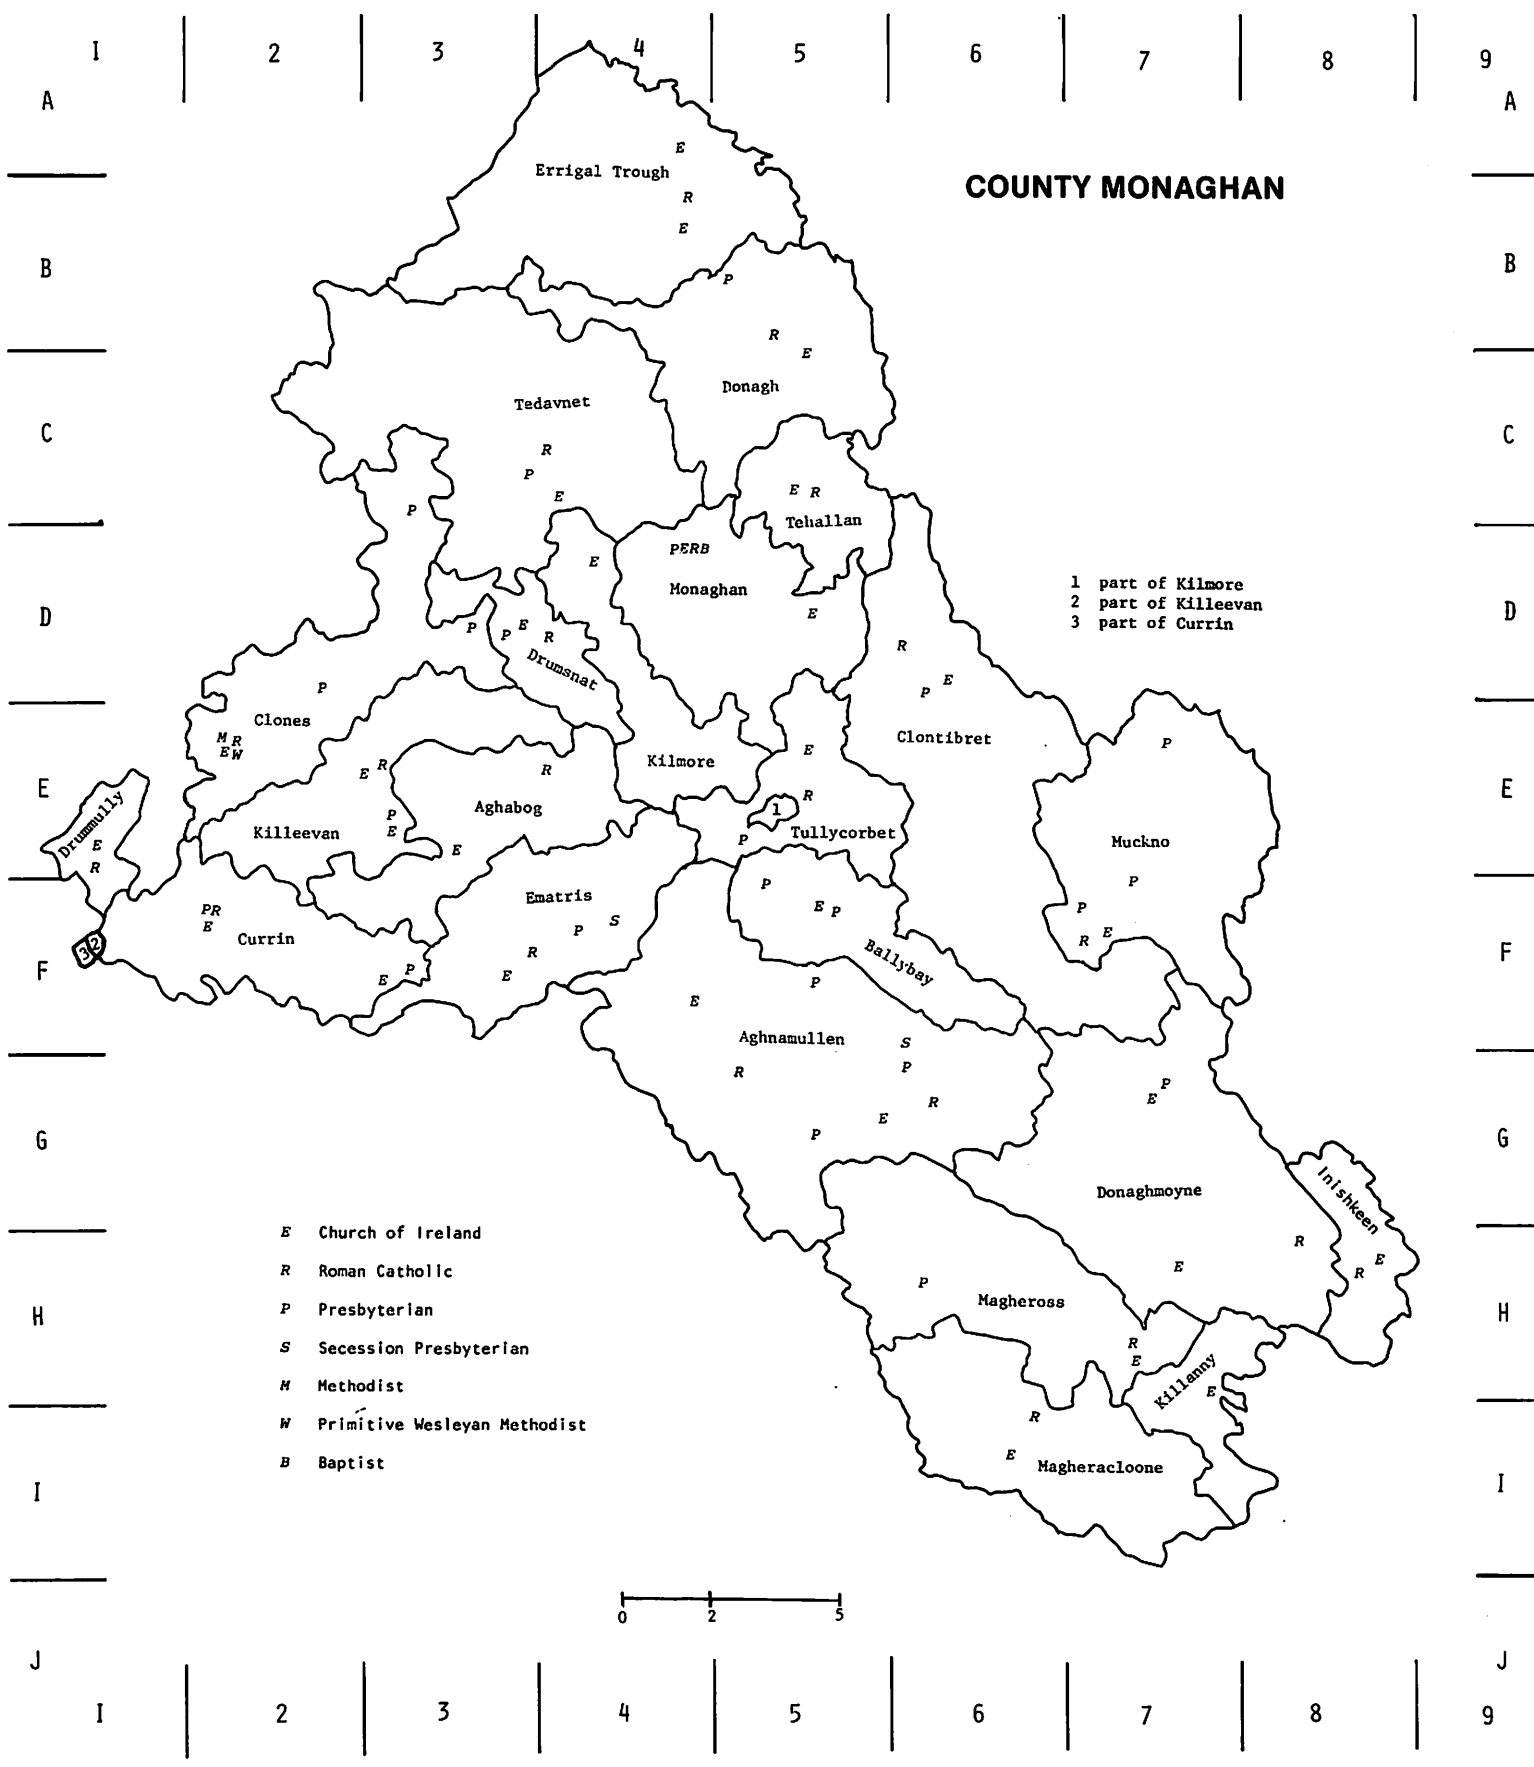 I 2 3 4 5 6 7 8 9
A A
E
Errigal Trough
COUNTY MONAGHAN
R
E
B B
P
R
E
Donagh
Tedavnet
C C
R
P
E
E R
Tehallan
P
PERB
E
Monaghan
1 part of Kilmore
2 part of Killeevan
3 part of Currin
D D
E
P P E R
Drumsnat
R
E
P
P
Clones
M R
E W
Clontibret
P
E
Kilmore
E R
R
E E
Drummully
E
R
Aghabog
P
E
Killeevan
E
R
1
Tullycorbet
P
Muckno
P
P
E P
Ematris
P
PR
E
Currin
S
P
R
E
E P
Ballybay
R E
3 2
F F
P
E
Aghnamullen
S
P
R
R
E
P
P
E
G G
Donaghmoyne
Inishkeen
R
E
R
E
E Church of Ireland
R Roman Catholic
P Presbyterian
S Secession Presbyterian
M Methodist
W Primitive Wesleyan Methodist
B Baptist
P
Magheross
H H
R
E
Killanny
E
R
E
Magheracloone
I I
0 2 5
J J
I 2 3 4 5 6 7 8 9